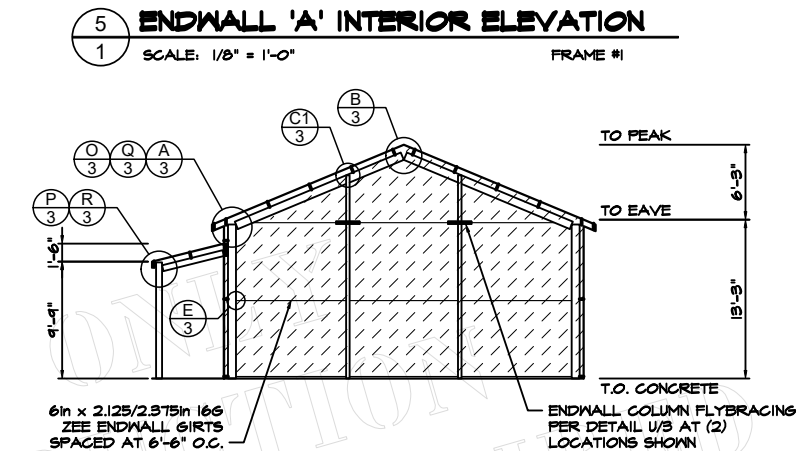 5
1
ENDWALL 'A' INTERIOR ELEVATION
SCALE: 1/8" = 1'-0"
FRAME #1
B
3
C1
3
O
3
Q
3
A
3
P
3
R
3
E
3
TO PEAK
6'-3"
TO EAVE
13'-3"
T.O. CONCRETE
1'-6"
9'-9"
6in x 2.125/2.375in 16G
ZEE ENDWALL GIRTS
SPACED AT 6'-6" O.C.
ENDWALL COLUMN FLYBRACING
PER DETAIL U/3 AT (2)
LOCATIONS SHOWN
ONLY